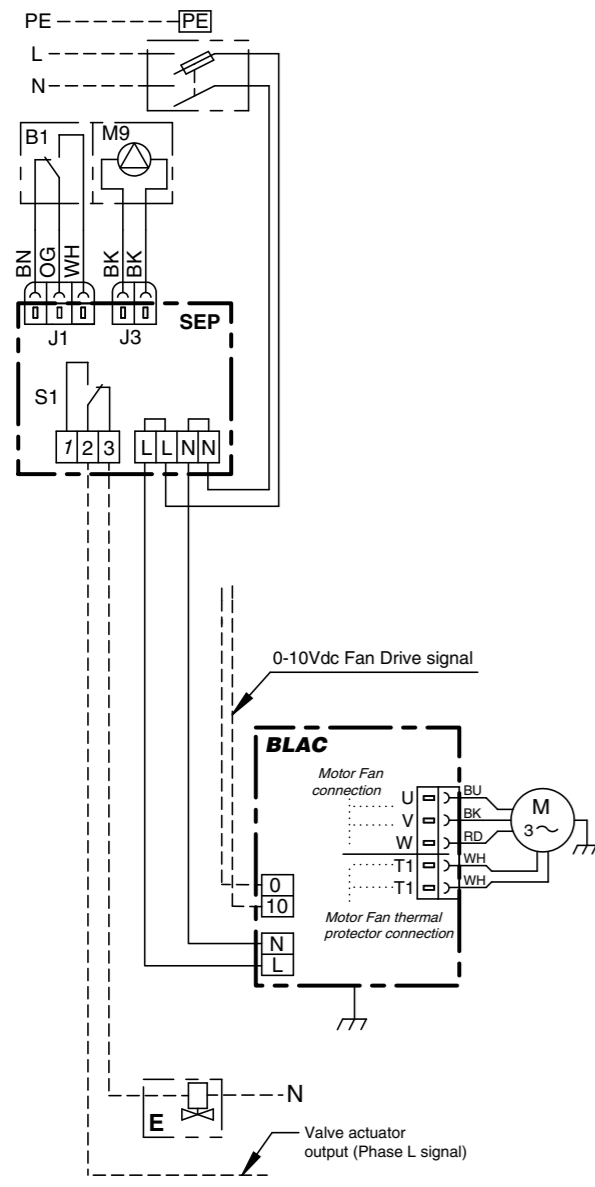 PE
PE
L
N
B1
M9
BN
OG
WH
BK
BK
SEP
J1
J3
S1
1
2
3
L
L
N
N
0-10Vdc Fan Drive signal
BLAC
Motor Fan
connection
U
BU
V
BK
W
RD
T1
WH
T1
WH
M
3~
0
10
Motor Fan thermal
protector connection
N
L
E
N
Valve actuator
output (Phase L signal)